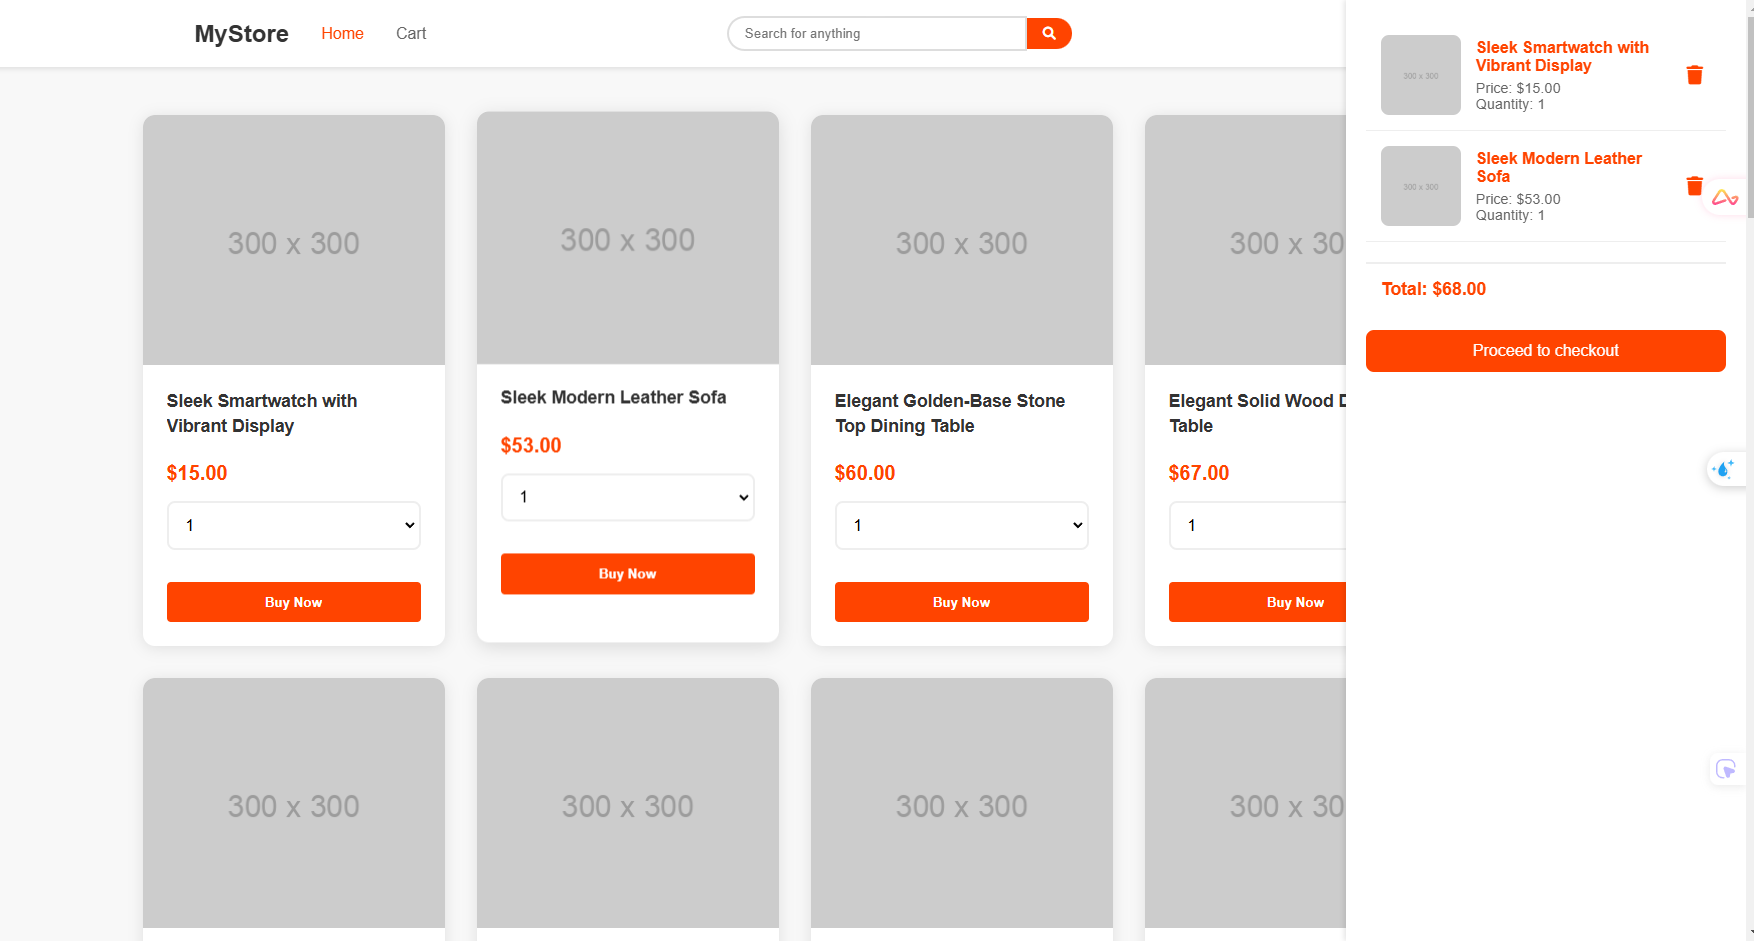 MyStore
Home
Cart
Search for anything
300 x 300
300 x 300
300 x 300
300 x 30
Sleek Smartwatch with
Vibrant Display
$15.00
1
Buy Now
Sleek Modern Leather Sofa
$53.00
1
Buy Now
Elegant Golden-Base Stone
Top Dining Table
$60.00
1
Buy Now
Elegant Solid Wood D
Table
$67.00
1
Buy Now
300 x 300
300 x 300
300 x 300
300 x 30
300 x 300
Sleek Smartwatch with
Vibrant Display
Price: $15.00
Quantity: 1
300 x 300
Sleek Modern Leather
Sofa
Price: $53.00
Quantity: 1
Total: $68.00
Proceed to checkout